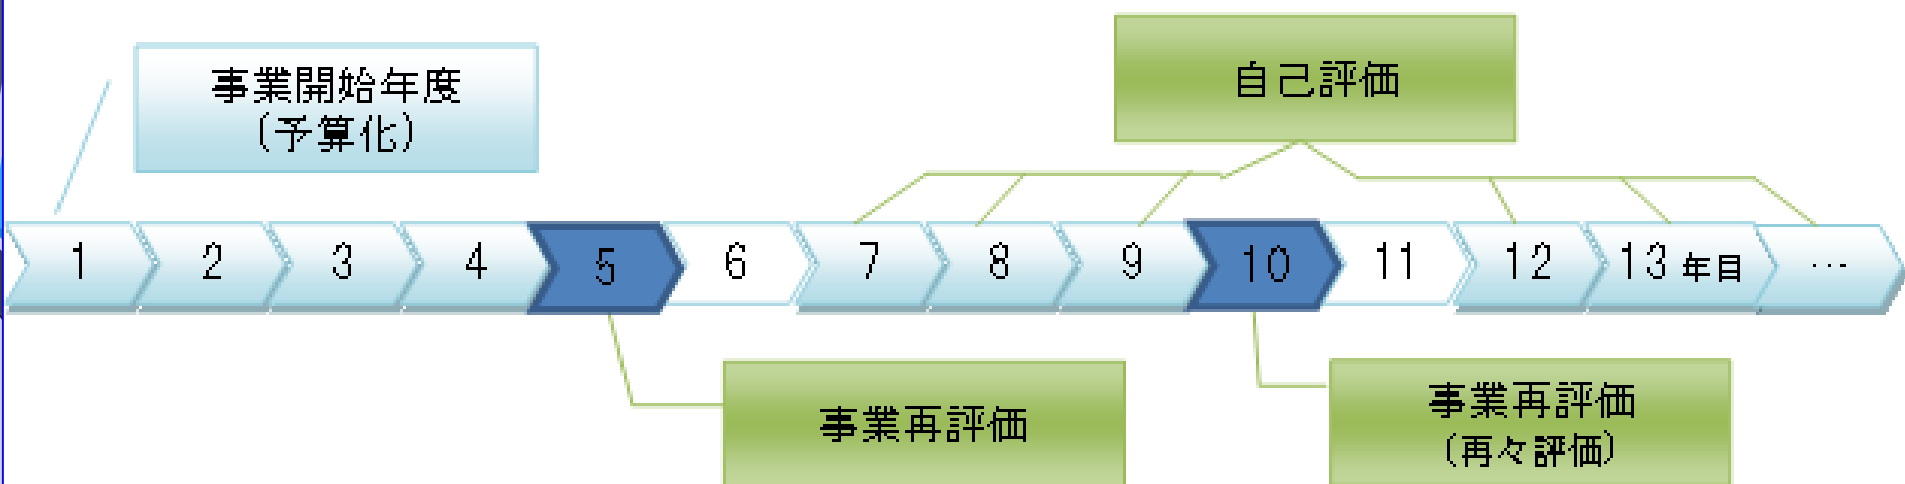 事業開始年度
(予算化)
自己評価
1 2 3 4 5 6 7 8 9 10 11 12 13 年目 …
事業再評価
事業再評価
(再々評価)